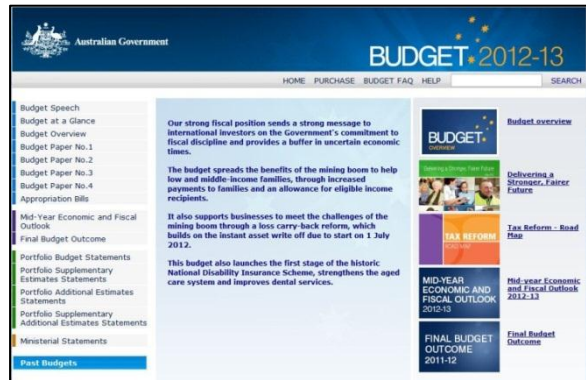 Australian Government
BUDGET 2012-13
HOME PURCHASE BUDGET FAQ HELP SEARCH
Budget Speech
Budget at a Glance
Budget Overview
Budget Paper No.1
Budget Paper No.2
Budget Paper No.3
Budget Paper No.4
Appropriation Bills
Mid-Year Economic and Fiscal
Outlook
Final Budget Outcome
Portfolio Budget Statements
Portfolio Supplementary
Estimates Statements
Portfolio Additional Estimates
Statements
Portfolio Supplementary
Additional Estimates Statements
Ministerial Statements
Past Budgets
Our strong fiscal position sends a strong message to
international investors on the Government's commitment to
fiscal discipline and provides a buffer in uncertain economic
times.
The budget spreads the benefits of the mining boom to help
low and middle-income families, through increased
payments to families and an allowance for eligible income
recipients.
It also supports businesses to meet the challenges of the
mining boom through a loss carry-back reform, which
builds on the instant asset write off due to start on 1 July
2012.
This budget also launches the first stage of the historic
National Disability Insurance Scheme, strengthens the aged
care system and improves dental services.
BUDGET
OVERVIEW
Budget overview
Delivering a Stronger, Fairer Future
Delivering a
Stronger, Fairer
Future
TAX REFORM
ROAD MAP
Tax Reform - Road
Map
MID-YEAR
ECONOMIC AND
FISCAL OUTLOOK
2012-13
Mid-year Economic
and Fiscal Outlook
2012-13
FINAL BUDGET
OUTCOME
2011-12
Final Budget
Outcome